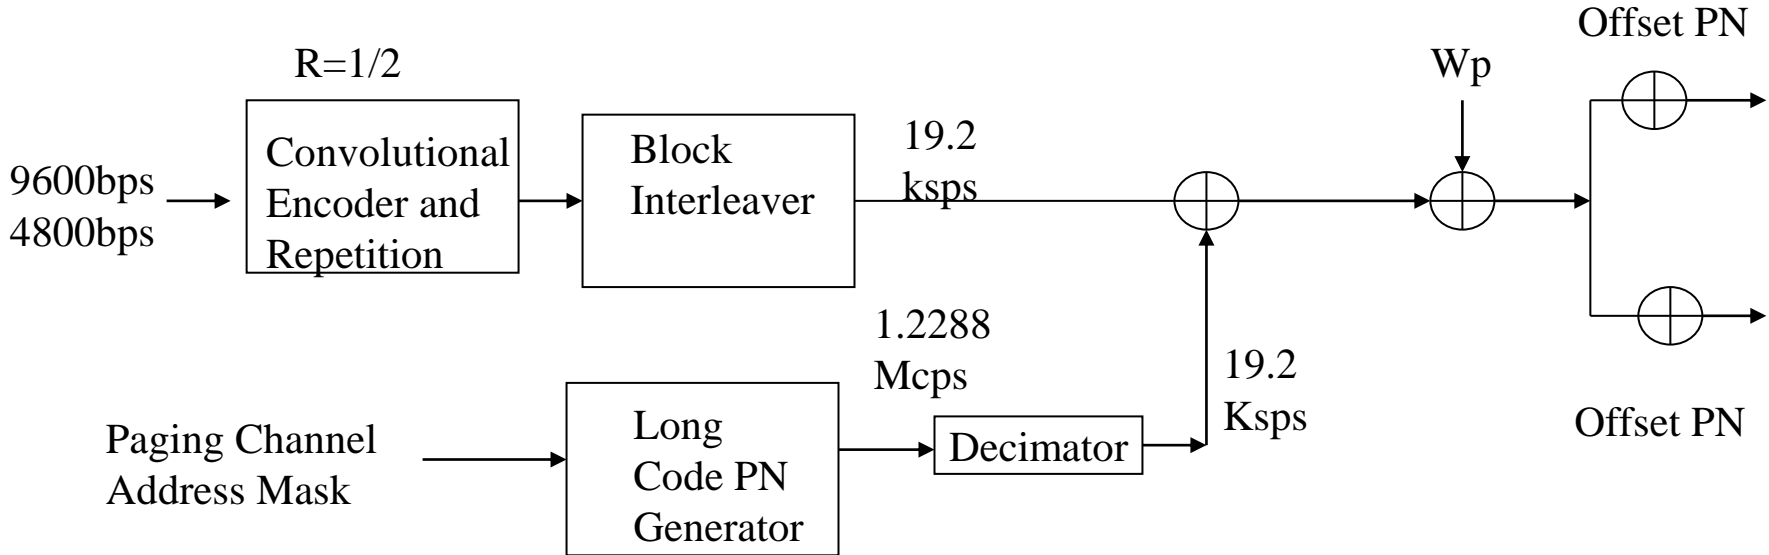 Offset PN
R=1/2
Wp
9600bps
4800bps
Convolutional
Encoder and
Repetition
Block
Interleaver
19.2
ksps
1.2288
Mcps
19.2
Ksps
Offset PN
Paging Channel
Address Mask
Long
Code PN
Generator
Decimator